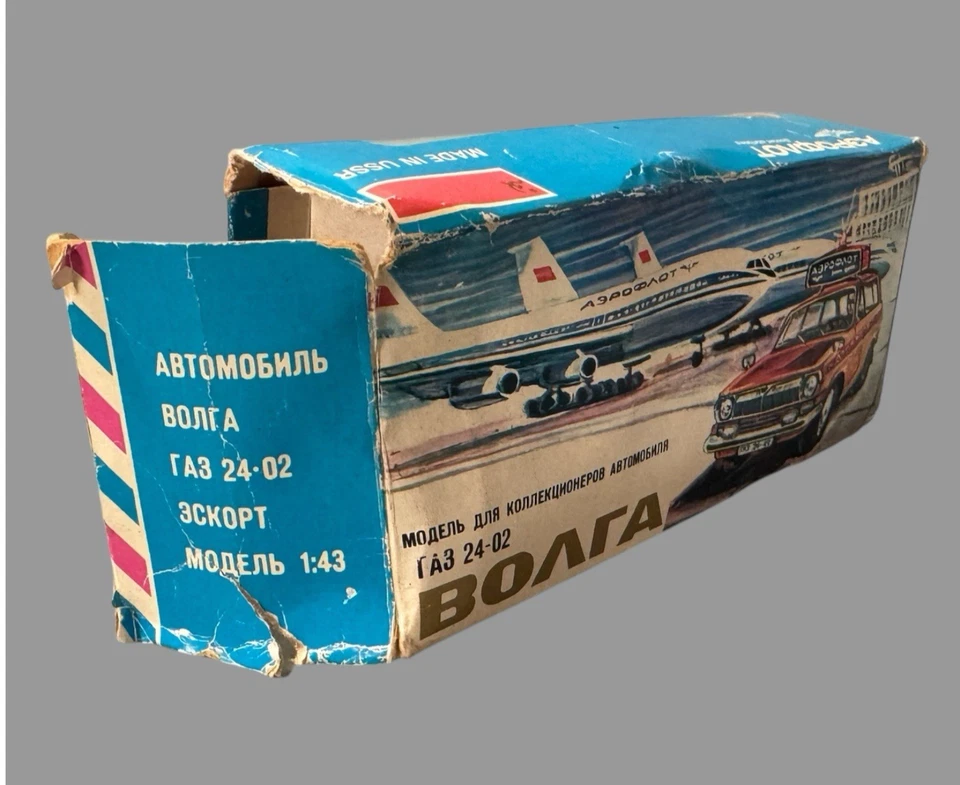 MADE IN USSR
АЭРОФЛОТ
АЭРОФЛОТ
АЭРОФЛОТ
АВТОМОБИЛЬ
ВОЛГА
ГАЗ 24-02
ЭСКОРТ
МОДЕЛЬ 1:43
МОДЕЛЬ ДЛЯ КОЛЛЕКЦИОНЕРОВ АВТОМОБИЛЯ
ГАЗ 24-02
ВОЛГА